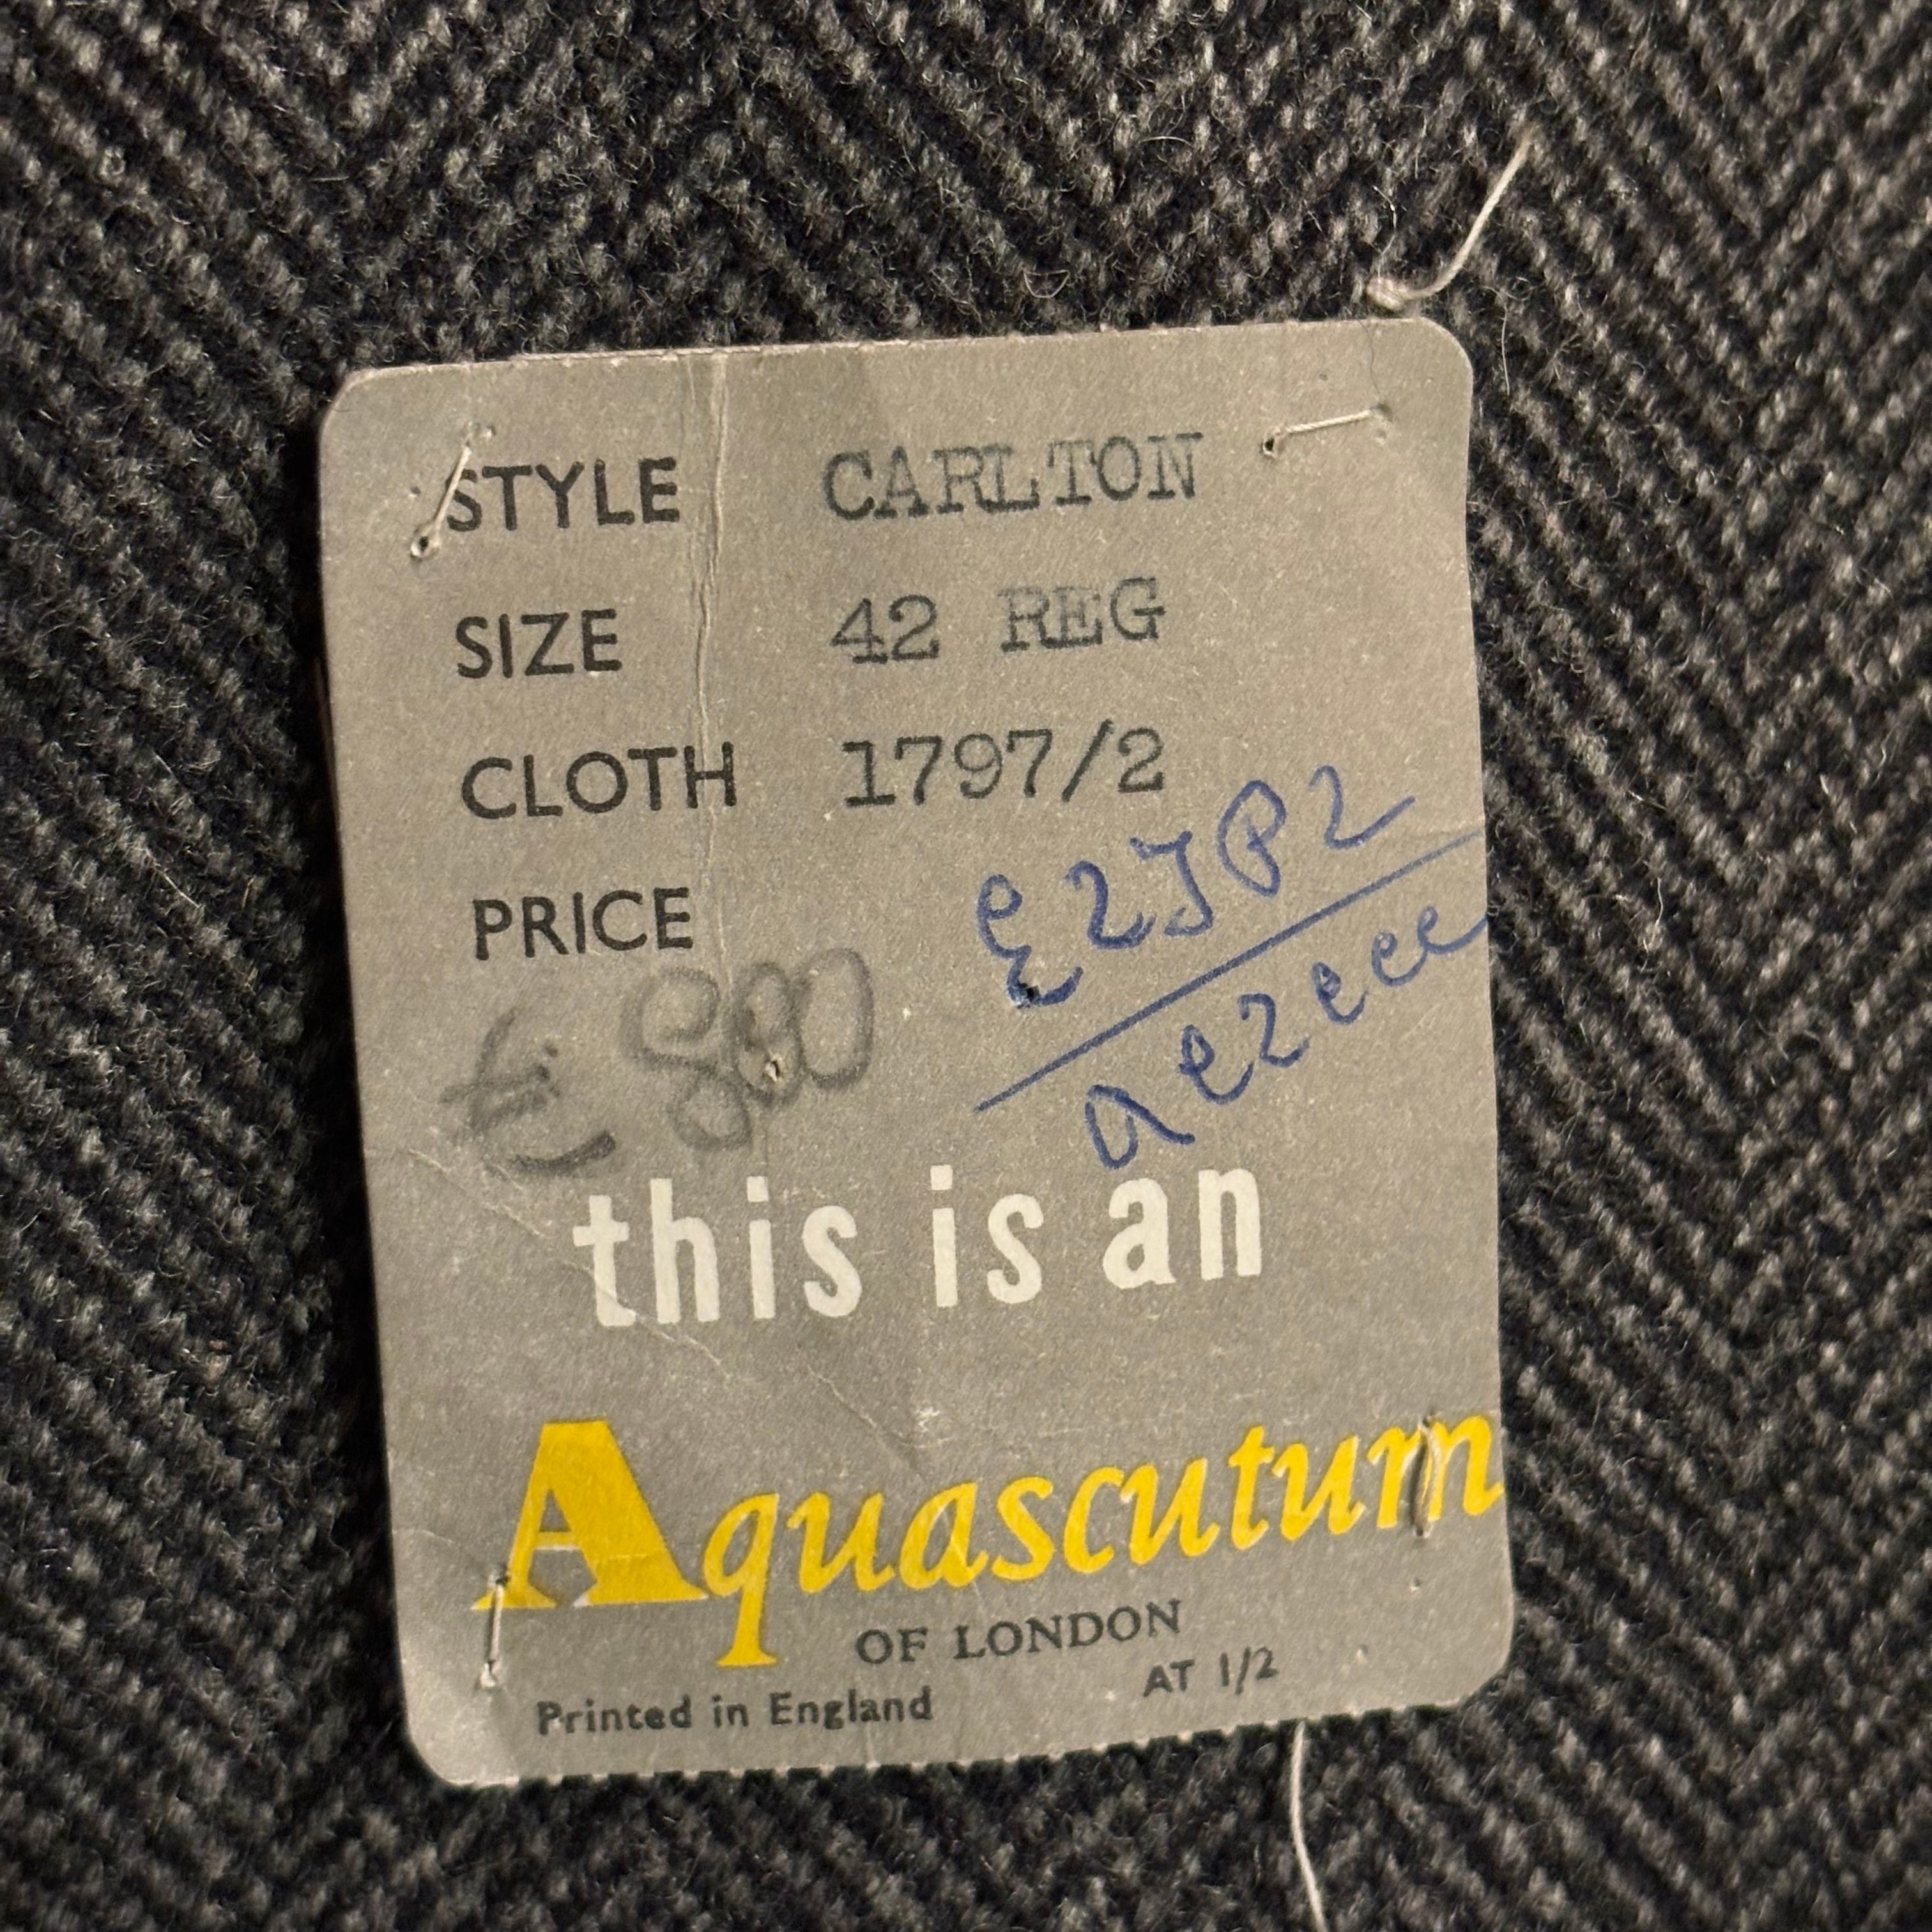 STYLE CARLTON
SIZE 42 REG
CLOTH 1797/2
PRICE
800
this is an
Aquascutum
OF LONDON
Printed in England AT 1/2